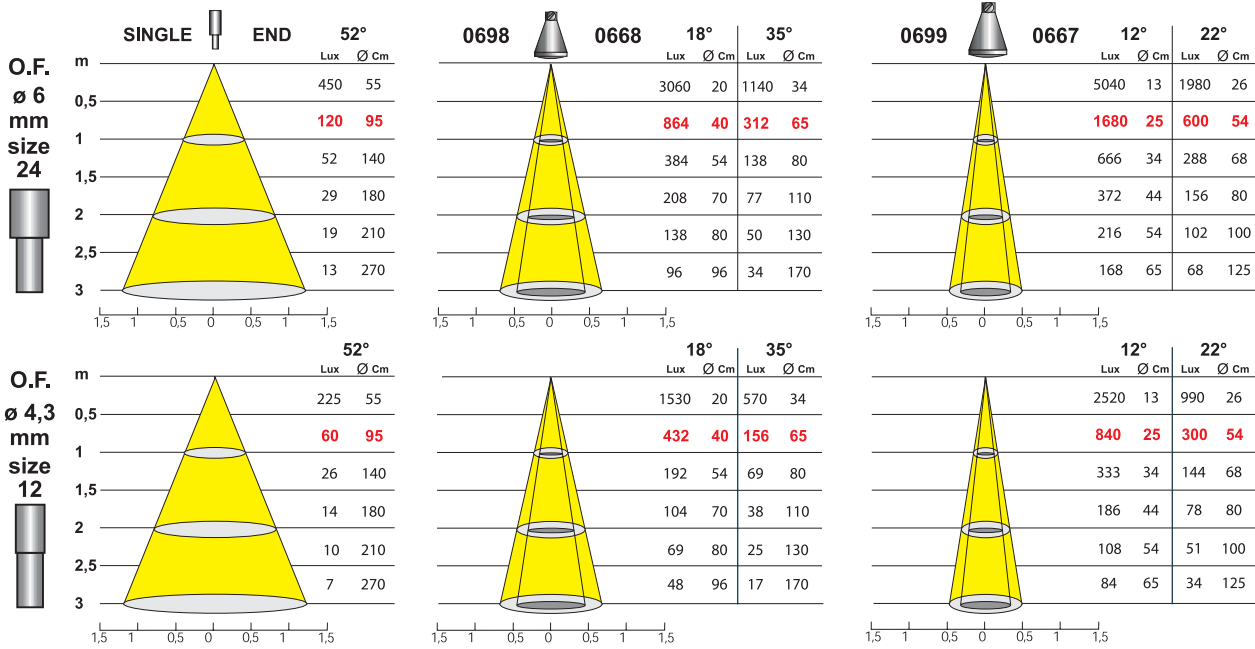 SINGLE END 52°
Lux Ø Cm
O.F.
ø 6
mm
size
24
m
0,5
1
1,5
2
2,5
3
450 55
120 95
52 140
29 180
19 210
13 270
1,5 1 0,5 0 0,5 1 1,5
0698 0668 18° 35°
Lux Ø Cm Lux Ø Cm
3060 20 1140 34
864 40 312 65
384 54 138 80
208 70 77 110
138 80 50 130
96 96 34 170
1,5 1 0,5 0 0,5 1 1,5
0699 0667 12° 22°
Lux Ø Cm Lux Ø Cm
5040 13 1980 26
1680 25 600 54
666 34 288 68
372 44 156 80
216 54 102 100
168 65 68 125
1,5 1 0,5 0 0,5 1 1,5
O.F.
ø 4,3
mm
size
12
52°
Lux Ø Cm
m
0,5
1
1,5
2
2,5
3
225 55
60 95
26 140
14 180
10 210
7 270
1,5 1 0,5 0 0,5 1 1,5
18° 35°
Lux Ø Cm Lux Ø Cm
1530 20 570 34
432 40 156 65
192 54 69 80
104 70 38 110
69 80 25 130
48 96 17 170
1,5 1 0,5 0 0,5 1 1,5
12° 22°
Lux Ø Cm Lux Ø Cm
2520 13 990 26
840 25 300 54
333 34 144 68
186 44 78 80
108 54 51 100
84 65 34 125
1,5 1 0,5 0 0,5 1 1,5